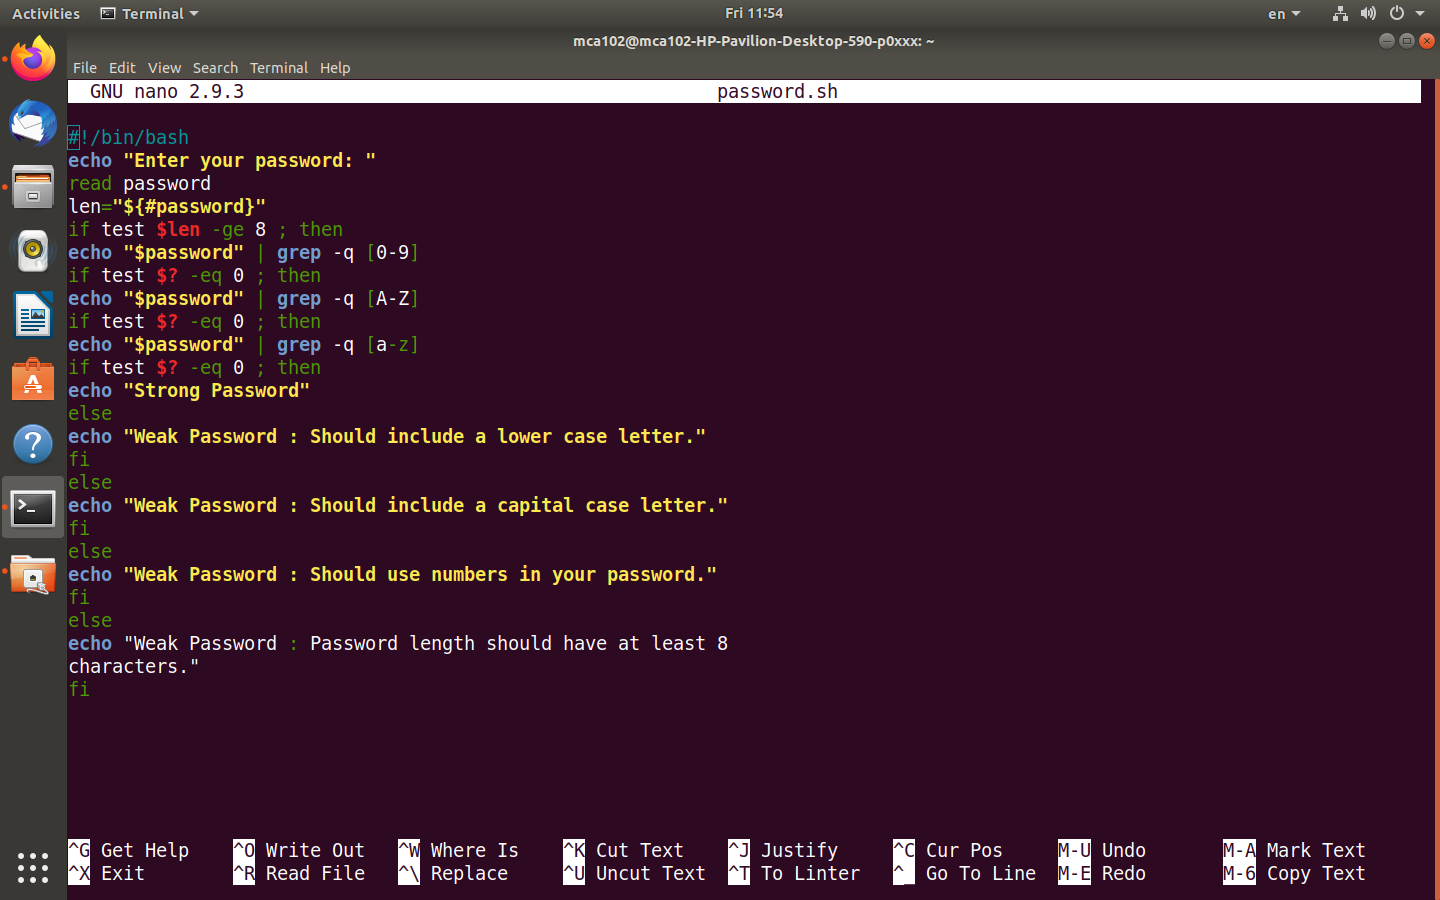 Activities Terminal Fri 11:54 en
mca102@mca102-HP-Pavilion-Desktop-590-p0xxx: ~
File Edit View Search Terminal Help
GNU nano 2.9.3 password.sh
#!/bin/bash
echo "Enter your password: "
read password
len="${#password}"
if test $len -ge 8 ; then
echo "$password" | grep -q [0-9]
if test $? -eq 0 ; then
echo "$password" | grep -q [A-Z]
if test $? -eq 0 ; then
echo "$password" | grep -q [a-z]
if test $? -eq 0 ; then
echo "Strong Password"
else
echo "Weak Password : Should include a lower case letter."
fi
else
echo "Weak Password : Should include a capital case letter."
fi
else
echo "Weak Password : Should use numbers in your password."
fi
else
echo "Weak Password : Password length should have at least 8
characters."
fi
^G Get Help ^O Write Out ^W Where Is ^K Cut Text ^J Justify ^C Cur Pos M-U Undo M-A Mark Text
^X Exit ^R Read File ^\ Replace ^U Uncut Text ^T To Linter ^_ Go To Line M-E Redo M-6 Copy Text